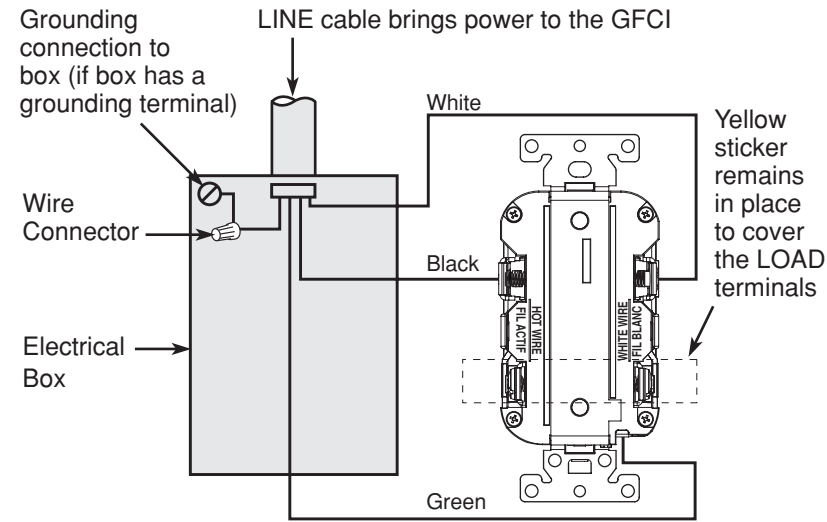 Grounding
connection to
box (if box has a
grounding terminal)
LINE cable brings power to the GFCI
White
Yellow
sticker
remains
in place
to cover
the LOAD
terminals
Wire
Connector
Black
HOT WIRE
FIL ACTIF
WHITE WIRE
FIL BLANC
Electrical
Box
Green